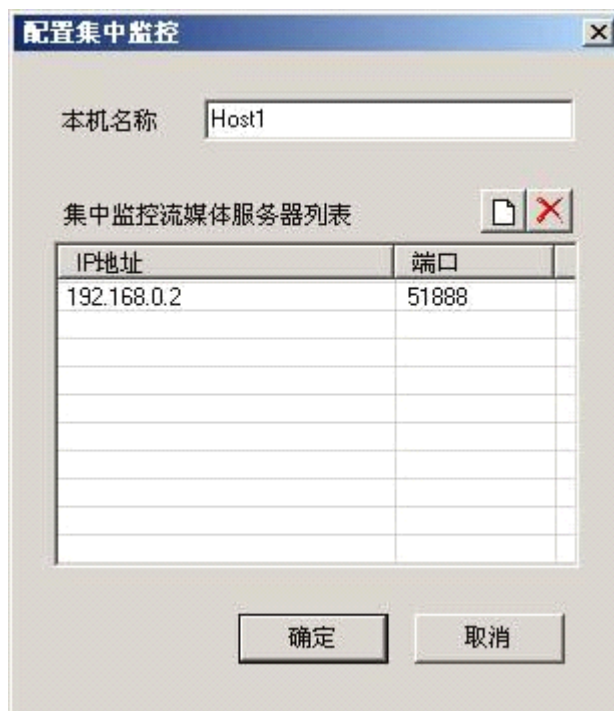 配置集中监控
本机名称 Host1
集中监控流媒体服务器列表
IP地址 端口
192.168.0.2 51888
确定 取消